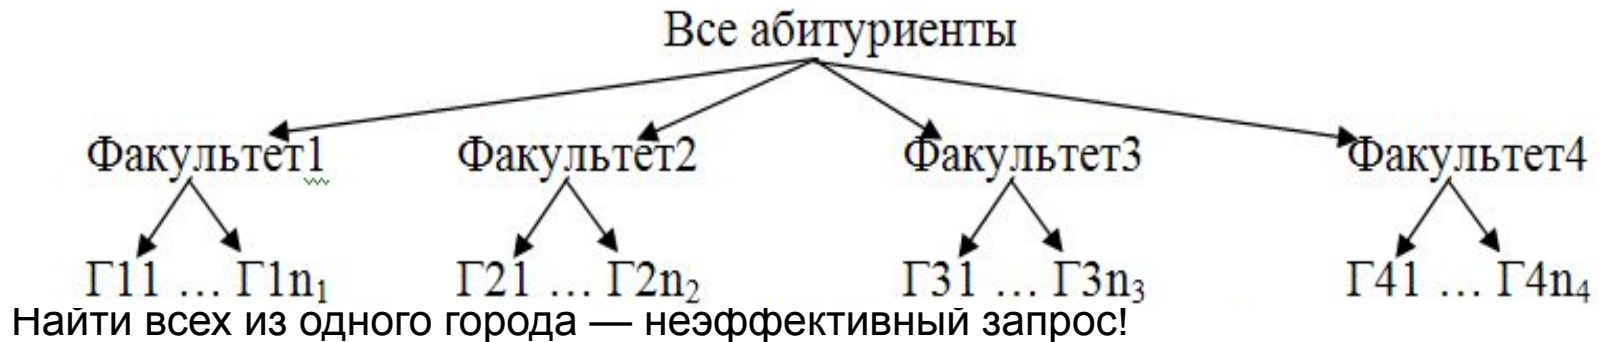 Все абитуриенты
Факультет1 Факультет2 Факультет3 Факультет4
Г11 ... Г1n₁ Г21 ... Г2n₂ Г31 ... Г3n₃ Г41 ... Г4n₄
Найти всех из одного города — неэффективный запрос!